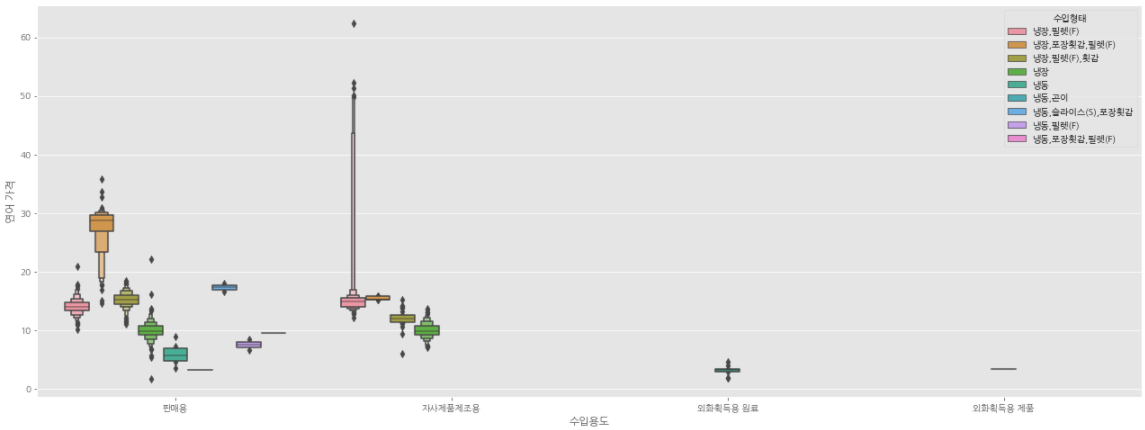 수입형태
냉장,필렛(F)
냉장,포장횟감,필렛(F)
냉장,필렛(F),횟감
냉장
냉동
냉동,곤이
냉동,슬라이스(S),포장횟감
냉동,필렛(F)
냉동,포장횟감,필렛(F)
60
50
40
30
20
10
0
연어 가격
판매용
자사제품제조용
외화획득용 원료
외화획득용 제품
수입용도